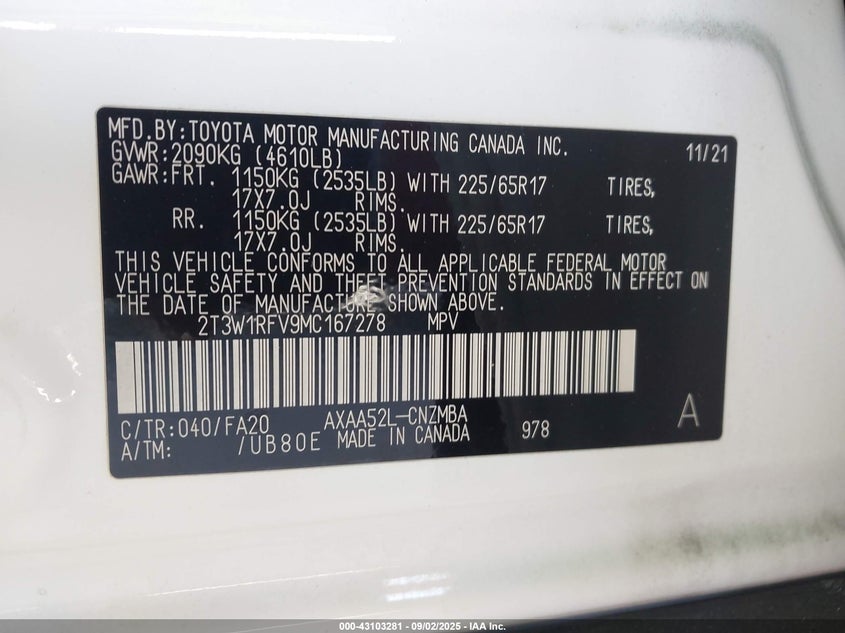 MFD.BY:TOYOTA MOTOR MANUFACTURING CANADA INC. 11/21
GVWR:2090KG (4610LB)
GAWR:FRT. 1150KG (2535LB) WITH 225/65R17 TIRES,
17X7.0J RIMS.
RR. 1150KG (2535LB) WITH 225/65R17 TIRES,
17X7.0J RIMS.
THIS VEHICLE CONFORMS TO ALL APPLICABLE FEDERAL MOTOR
VEHICLE SAFETY AND THEFT PREVENTION STANDARDS IN EFFECT ON
THE DATE OF MANUFACTURE SHOWN ABOVE.
2T3W1RFV9MC167278 MPV
C/TR:040/FA20 AXAA52L-CNZMBA
A/TM: /UB80E MADE IN CANADA 978 A
000-43103281 - 09/02/2025 - IAA Inc.